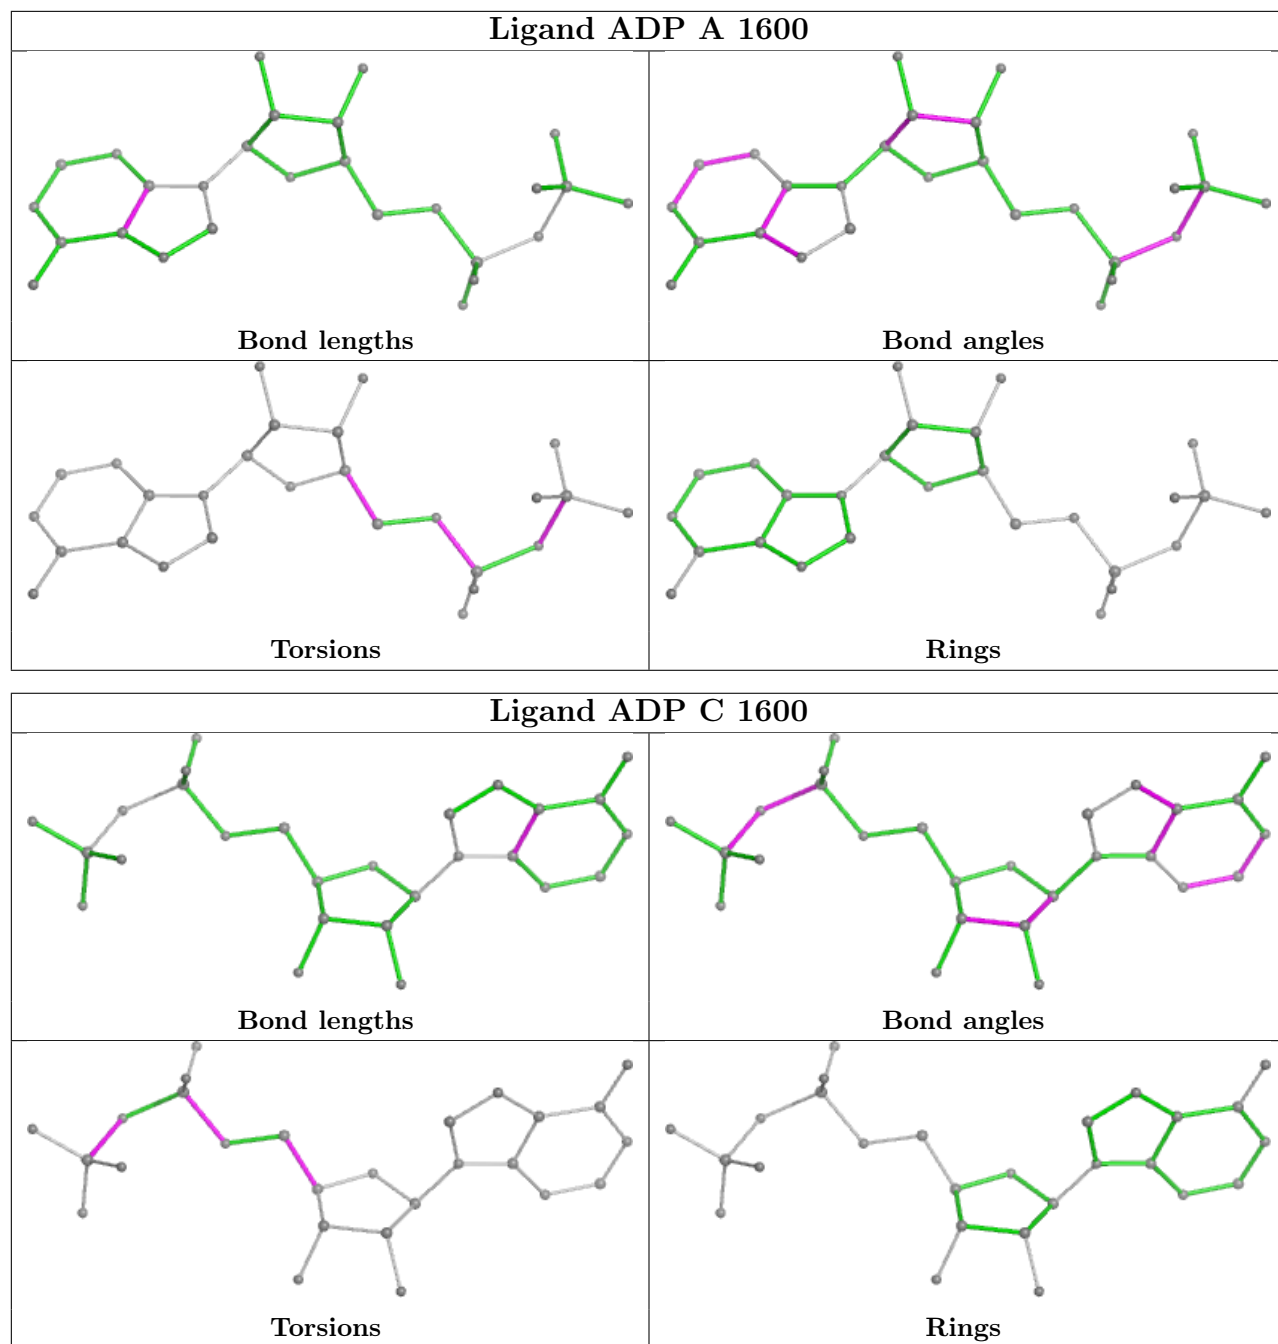 Ligand ADP A 1600
Bond lengths
Bond angles
Torsions
Rings
Ligand ADP C 1600
Bond lengths
Bond angles
Torsions
Rings